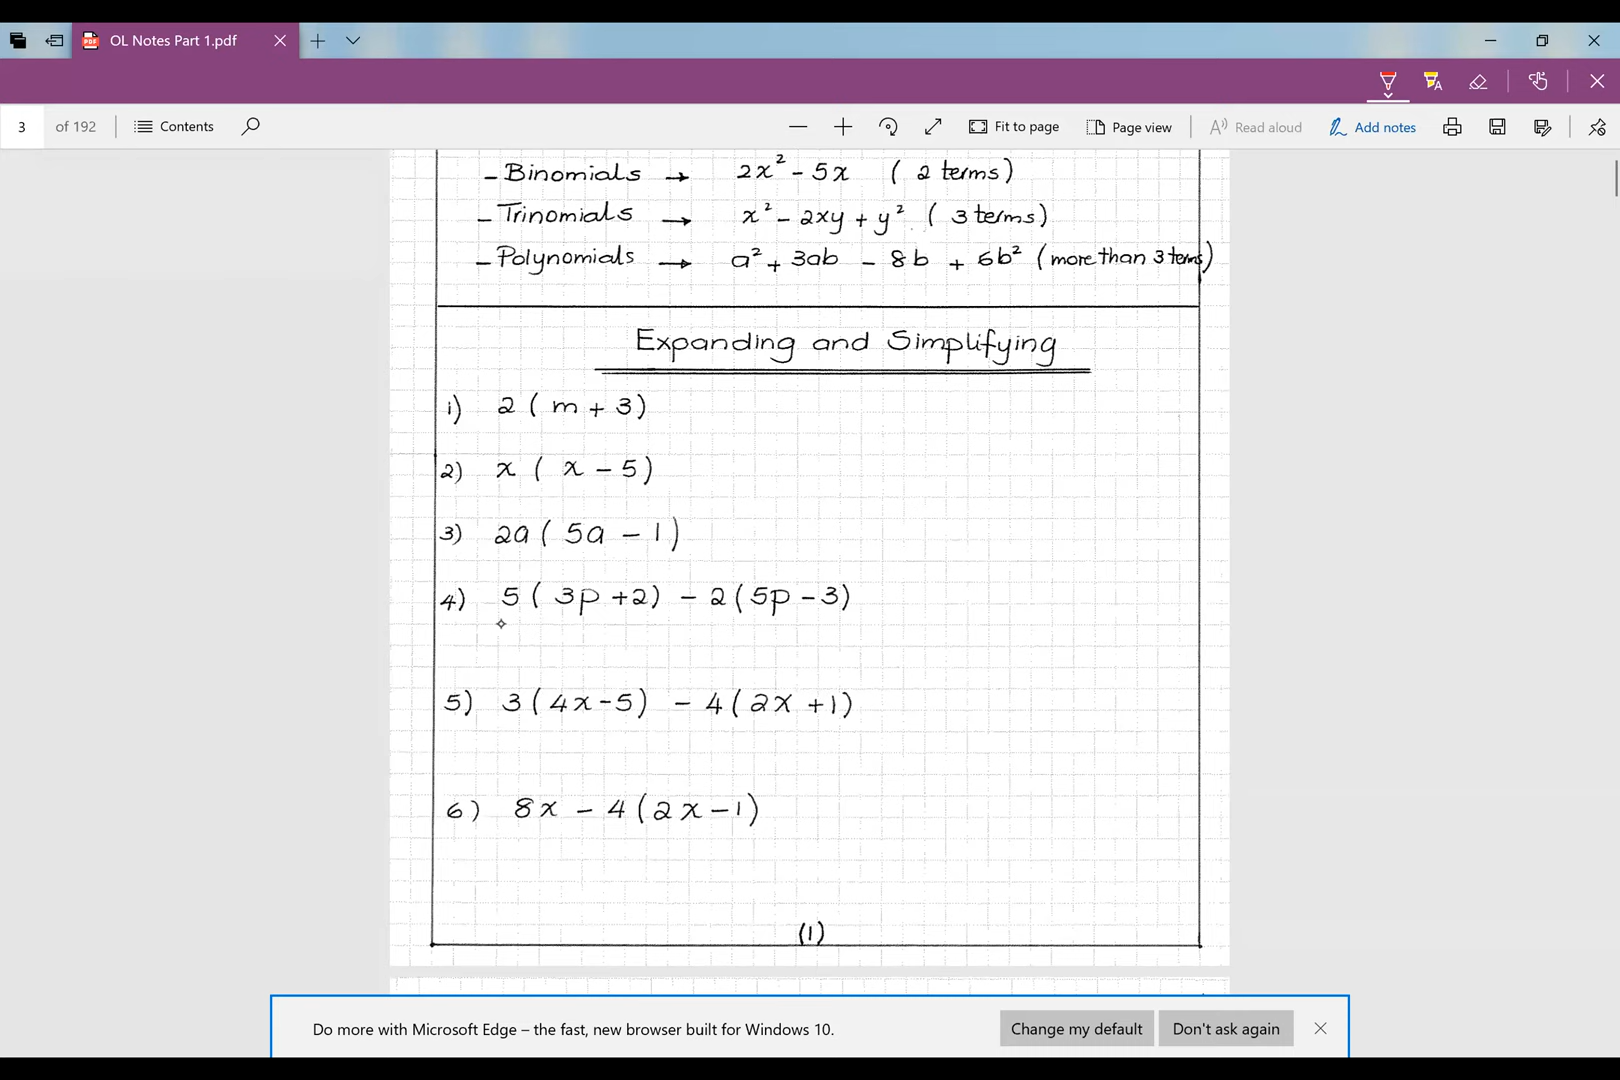 OL Notes Part 1.pdf
3 of 192 Contents Fit to page Page view Read aloud Add notes
- Binomials → 2x² - 5x ( 2 terms)
- Trinomials → x² - 2xy + y² ( 3 terms)
- Polynomials → a² + 3ab - 8b + 6b² (more than 3 terms)
Expanding and Simplifying
1) 2 ( m + 3)
2) x ( x - 5)
3) 2a ( 5a - 1)
4) 5 ( 3p +2) - 2 (5p - 3)
5) 3 ( 4x - 5) - 4 ( 2x + 1)
6) 8x - 4 (2x - 1)
(1)
Do more with Microsoft Edge – the fast, new browser built for Windows 10. Change my default Don't ask again